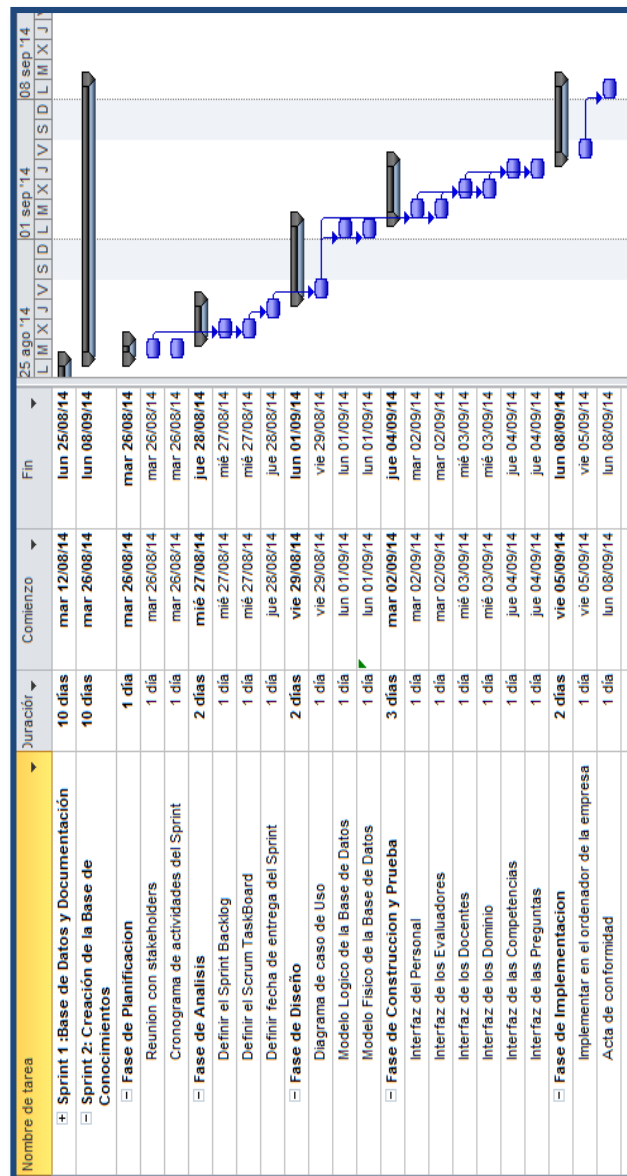 Nombre de tarea Duración Comienzo Fin 25 ago '14 01 sep '14 08 sep '14
L M X J V S D L M X J V S D L M X J V
Sprint 1 :Base de Datos y Documentación 10 días mar 12/08/14 lun 25/08/14
Sprint 2: Creación de la Base de 10 días mar 26/08/14 lun 08/09/14
Conocimientos
Fase de Planificacion 1 día mar 26/08/14 mar 26/08/14
Reunion con stakeholders 1 día mar 26/08/14 mar 26/08/14
Cronograma de actividades del Sprint 1 día mar 26/08/14 mar 26/08/14
Fase de Analisis 2 días mié 27/08/14 jue 28/08/14
Definir el Sprint Backlog 1 día mié 27/08/14 mié 27/08/14
Definir el Scrum TaskBoard 1 día mié 27/08/14 mié 27/08/14
Definir fecha de entrega del Sprint 1 día jue 28/08/14 jue 28/08/14
Fase de Diseño 2 días vie 29/08/14 lun 01/09/14
Diagrama de caso de Uso 1 día vie 29/08/14 vie 29/08/14
Modelo Logico de la Base de Datos 1 día lun 01/09/14 lun 01/09/14
Modelo Fisico de la Base de Datos 1 día lun 01/09/14 lun 01/09/14
Fase de Construccion y Prueba 3 días mar 02/09/14 jue 04/09/14
Interfaz del Personal 1 día mar 02/09/14 mar 02/09/14
Interfaz de los Evaluadores 1 día mar 02/09/14 mar 02/09/14
Interfaz de los Docentes 1 día mié 03/09/14 mié 03/09/14
Interfaz de los Dominio 1 día mié 03/09/14 mié 03/09/14
Interfaz de las Competencias 1 día jue 04/09/14 jue 04/09/14
Interfaz de las Preguntas 1 día jue 04/09/14 jue 04/09/14
Fase de Implementacion 2 días vie 05/09/14 lun 08/09/14
Implementar en el ordenador de la empresa 1 día vie 05/09/14 vie 05/09/14
Acta de conformidad 1 día lun 08/09/14 lun 08/09/14